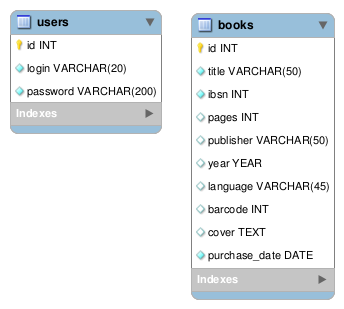 users
id INT
login VARCHAR(20)
password VARCHAR(200)
Indexes
books
id INT
title VARCHAR(50)
ibsn INT
pages INT
publisher VARCHAR(50)
year YEAR
language VARCHAR(45)
barcode INT
cover TEXT
purchase_date DATE
Indexes